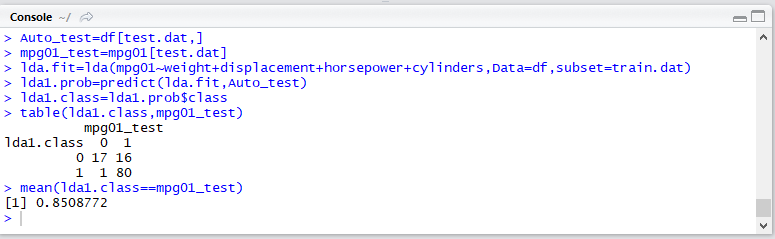 Console ~/
> Auto_test=df[test.dat,]
> mpg01_test=mpg01[test.dat]
> lda.fit=lda(mpg01~weight+displacement+horsepower+cylinders,Data=df,subset=train.dat)
> lda1.prob=predict(lda.fit,Auto_test)
> lda1.class=lda1.prob$class
> table(lda1.class,mpg01_test)
mpg01_test
lda1.class 0 1
0 17 16
1 1 80
> mean(lda1.class==mpg01_test)
[1] 0.8508772
>